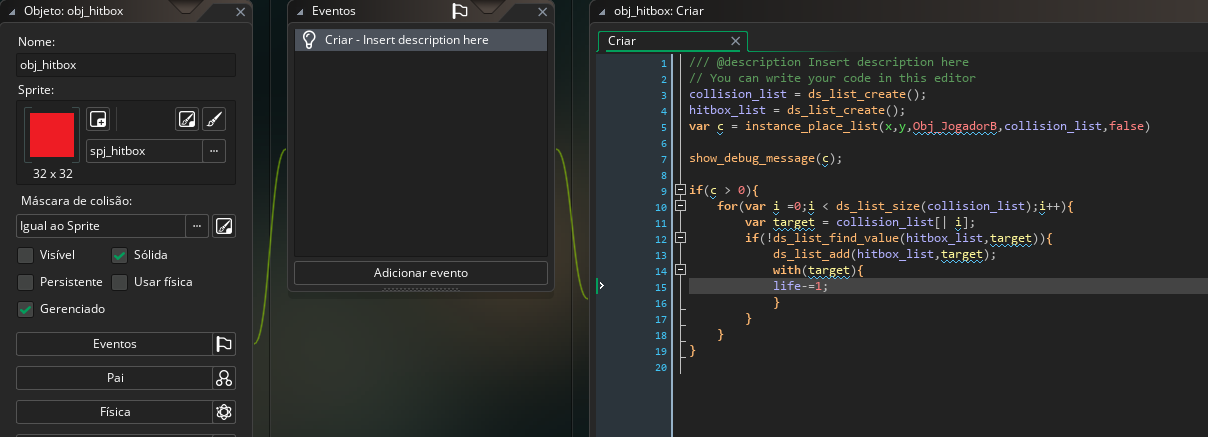 Objeto: obj_hitbox
Nome:
obj_hitbox
Sprite:
spj_hitbox
...
32 x 32
Máscara de colisão:
Igual ao Sprite
...
Visível
Sólida
Persistente
Usar física
Gerenciado
Eventos
Pai
Física
Eventos
Criar - Insert description here
Adicionar evento
obj_hitbox: Criar
Criar
1 /// @description Insert description here
2 // You can write your code in this editor
3 collision_list = ds_list_create();
4 hitbox_list = ds_list_create();
5 var c = instance_place_list(x,y,Obj_JogadorB,collision_list,false)
6
7 show_debug_message(c);
8
9 if(c > 0){
10 for(var i =0;i < ds_list_size(collision_list);i++){
11 var target = collision_list[| i];
12 if(!ds_list_find_value(hitbox_list,target)){
13 ds_list_add(hitbox_list,target);
14 with(target){
15 life-=1;
16 }
17 }
18 }
19 }
20